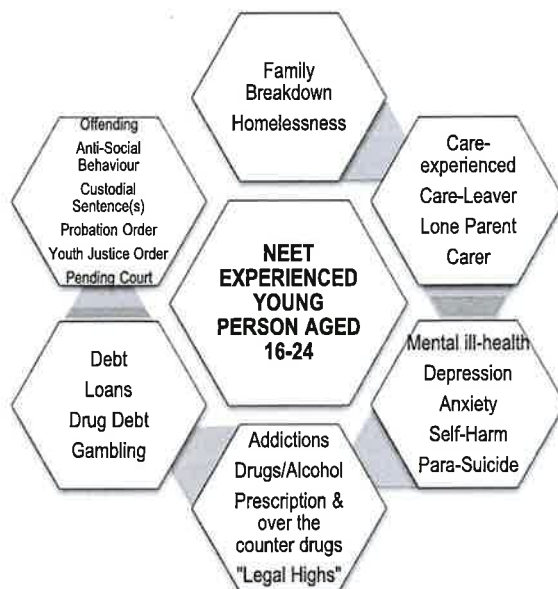 Family
Breakdown
Homelessness
Care-
experienced
Care-Leaver
Lone Parent
Carer
Mental ill-health
Depression
Anxiety
Self-Harm
Para-Suicide
Addictions
Drugs/Alcohol
Prescription &
over the
counter drugs
"Legal Highs"
Debt
Loans
Drug Debt
Gambling
Offending
Anti-Social
Behaviour
Custodial
Sentence(s)
Probation Order
Youth Justice Order
Pending Court
NEET
EXPERIENCED
YOUNG
PERSON AGED
16-24